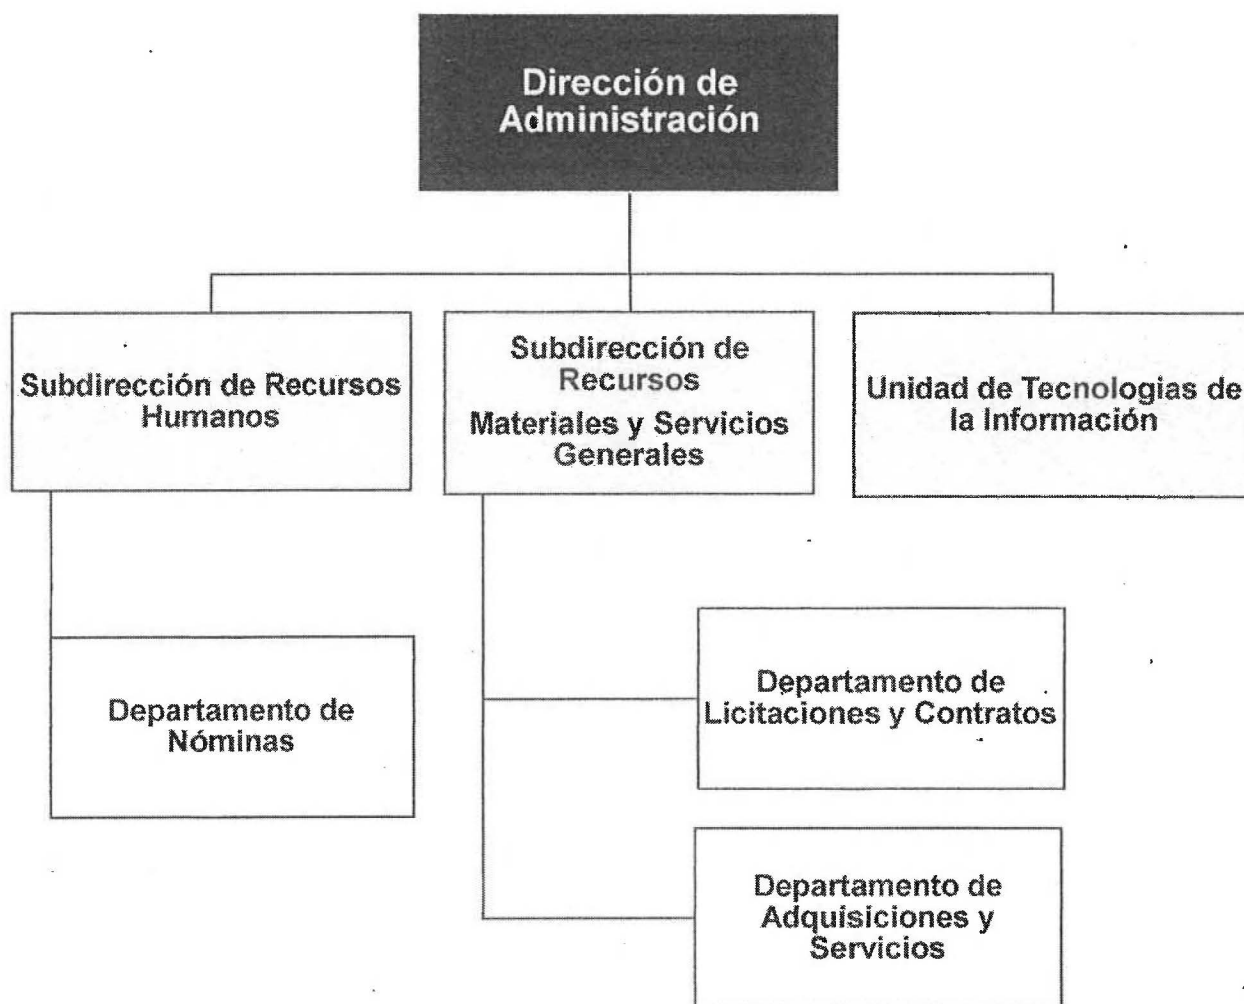 Dirección de
Administración
Subdirección de Recursos
Humanos
Subdirección de
Recursos
Materiales y Servicios
Generales
Unidad de Tecnologias de
la Información
Departamento de
Nóminas
Departamento de
Licitaciones y Contratos
Departamento de
Adquisiciones y
Servicios